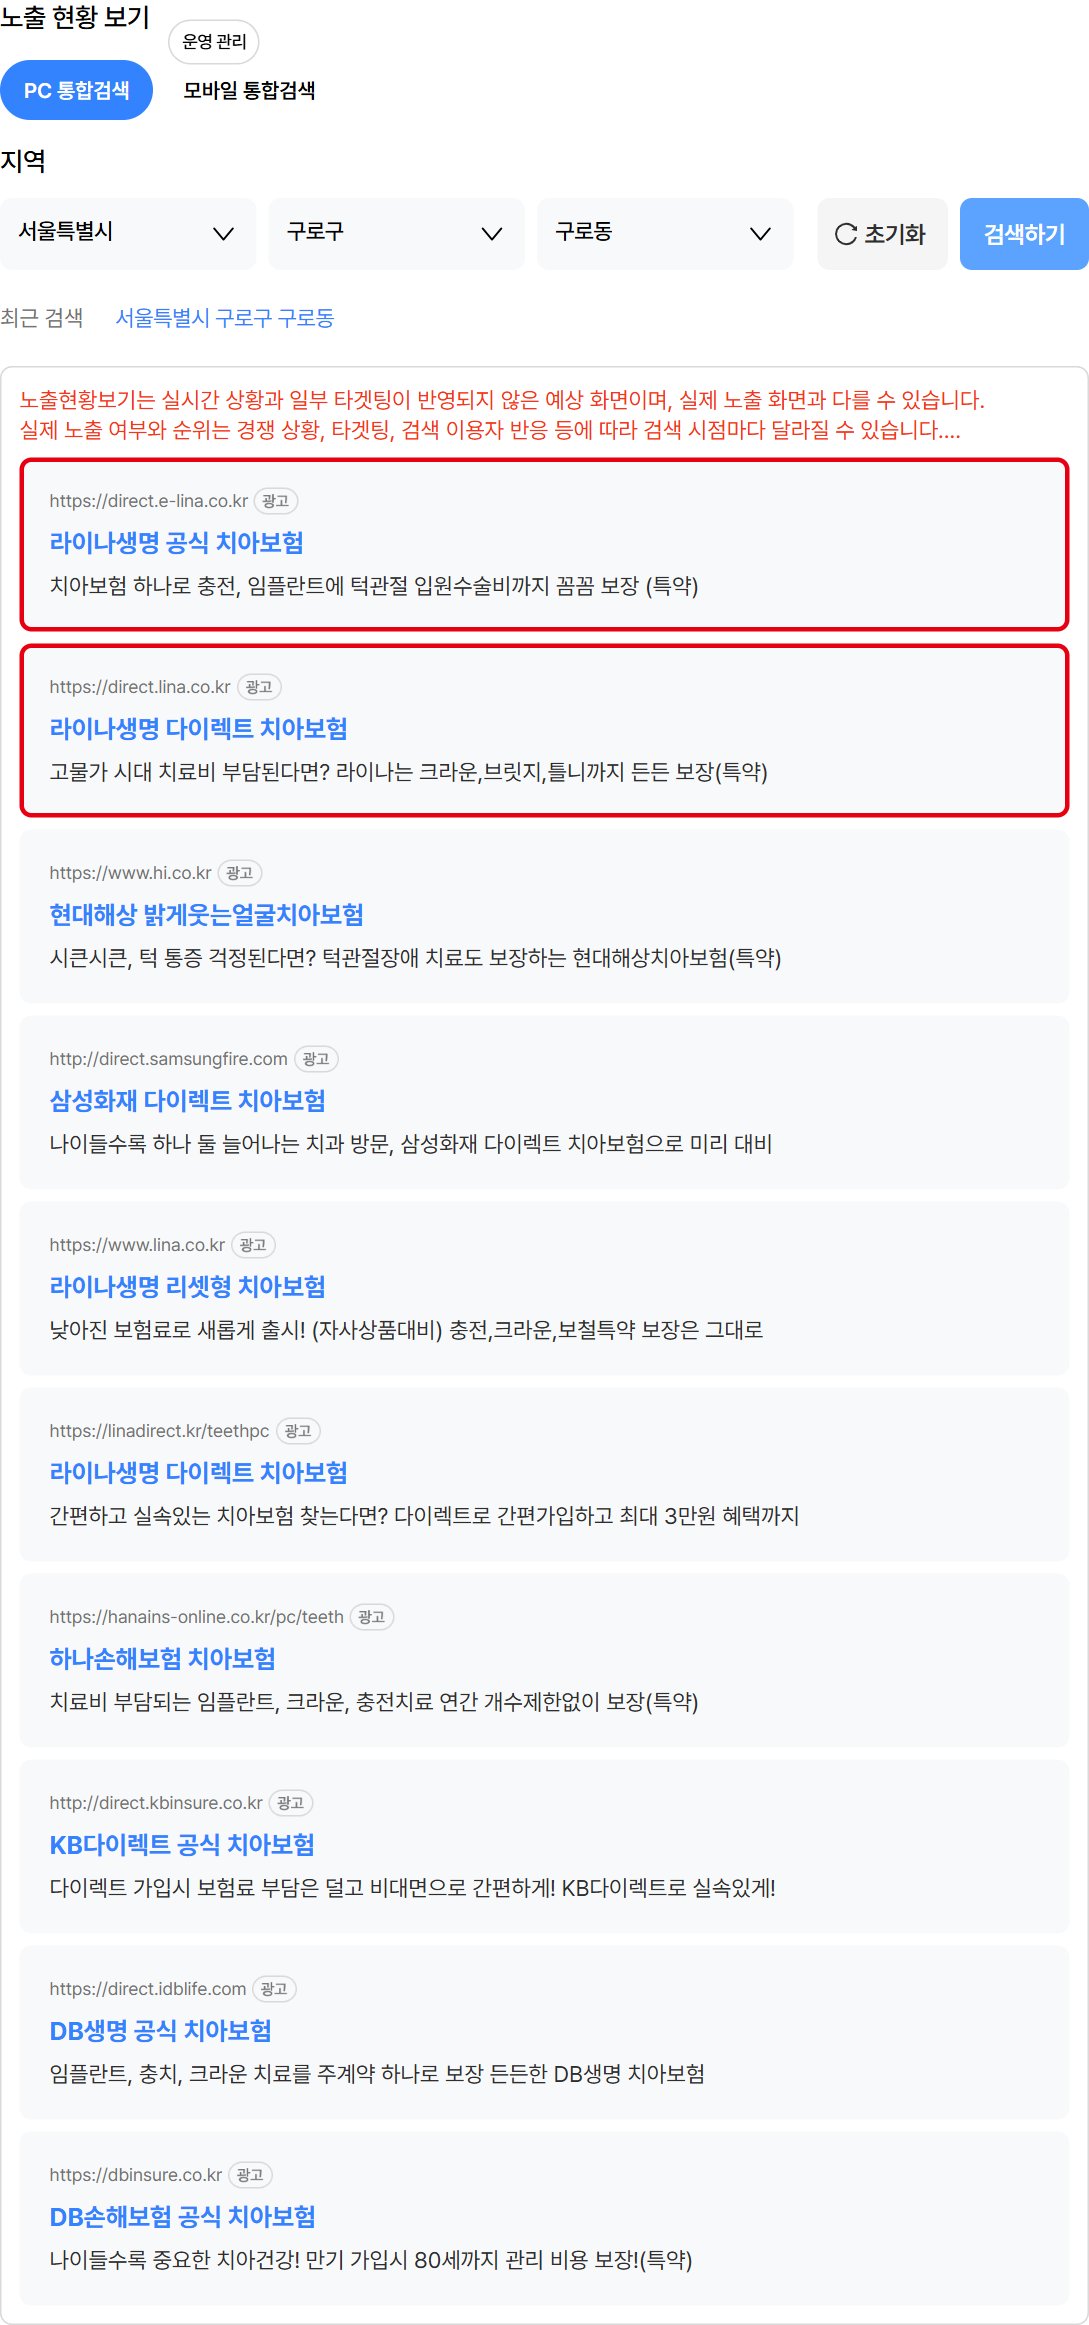 노출 현황 보기
운영 관리
PC 통합검색
모바일 통합검색
지역
서울특별시
구로구
구로동
초기화
검색하기
최근 검색
서울특별시 구로구 구로동
노출현황보기는 실시간 상황과 일부 타겟팅이 반영되지 않은 예상 화면이며, 실제 노출 화면과 다를 수 있습니다.
실제 노출 여부와 순위는 경쟁 상황, 타겟팅, 검색 이용자 반응 등에 따라 검색 시점마다 달라질 수 있습니다....
https://direct.e-lina.co.kr 광고
라이나생명 공식 치아보험
치아보험 하나로 충전, 임플란트에 턱관절 입원수술비까지 꼼꼼 보장 (특약)
https://direct.lina.co.kr 광고
라이나생명 다이렉트 치아보험
고물가 시대 치료비 부담된다면? 라이나는 크라운,브릿지,틀니까지 든든 보장(특약)
https://www.hi.co.kr 광고
현대해상 밝게웃는얼굴치아보험
시큰시큰, 턱 통증 걱정된다면? 턱관절장애 치료도 보장하는 현대해상치아보험(특약)
http://direct.samsungfire.com 광고
삼성화재 다이렉트 치아보험
나이들수록 하나 둘 늘어나는 치과 방문, 삼성화재 다이렉트 치아보험으로 미리 대비
https://www.lina.co.kr 광고
라이나생명 리셋형 치아보험
낮아진 보험료로 새롭게 출시! (자사상품대비) 충전,크라운,보철특약 보장은 그대로
https://linadirect.kr/teethpc 광고
라이나생명 다이렉트 치아보험
간편하고 실속있는 치아보험 찾는다면? 다이렉트로 간편가입하고 최대 3만원 혜택까지
https://hanains-online.co.kr/pc/teeth 광고
하나손해보험 치아보험
치료비 부담되는 임플란트, 크라운, 충전치료 연간 개수제한없이 보장(특약)
http://direct.kbinsure.co.kr 광고
KB다이렉트 공식 치아보험
다이렉트 가입시 보험료 부담은 덜고 비대면으로 간편하게! KB다이렉트로 실속있게!
https://direct.idblife.com 광고
DB생명 공식 치아보험
임플란트, 충치, 크라운 치료를 주계약 하나로 보장 든든한 DB생명 치아보험
https://dbinsure.co.kr 광고
DB손해보험 공식 치아보험
나이들수록 중요한 치아건강! 만기 가입시 80세까지 관리 비용 보장!(특약)